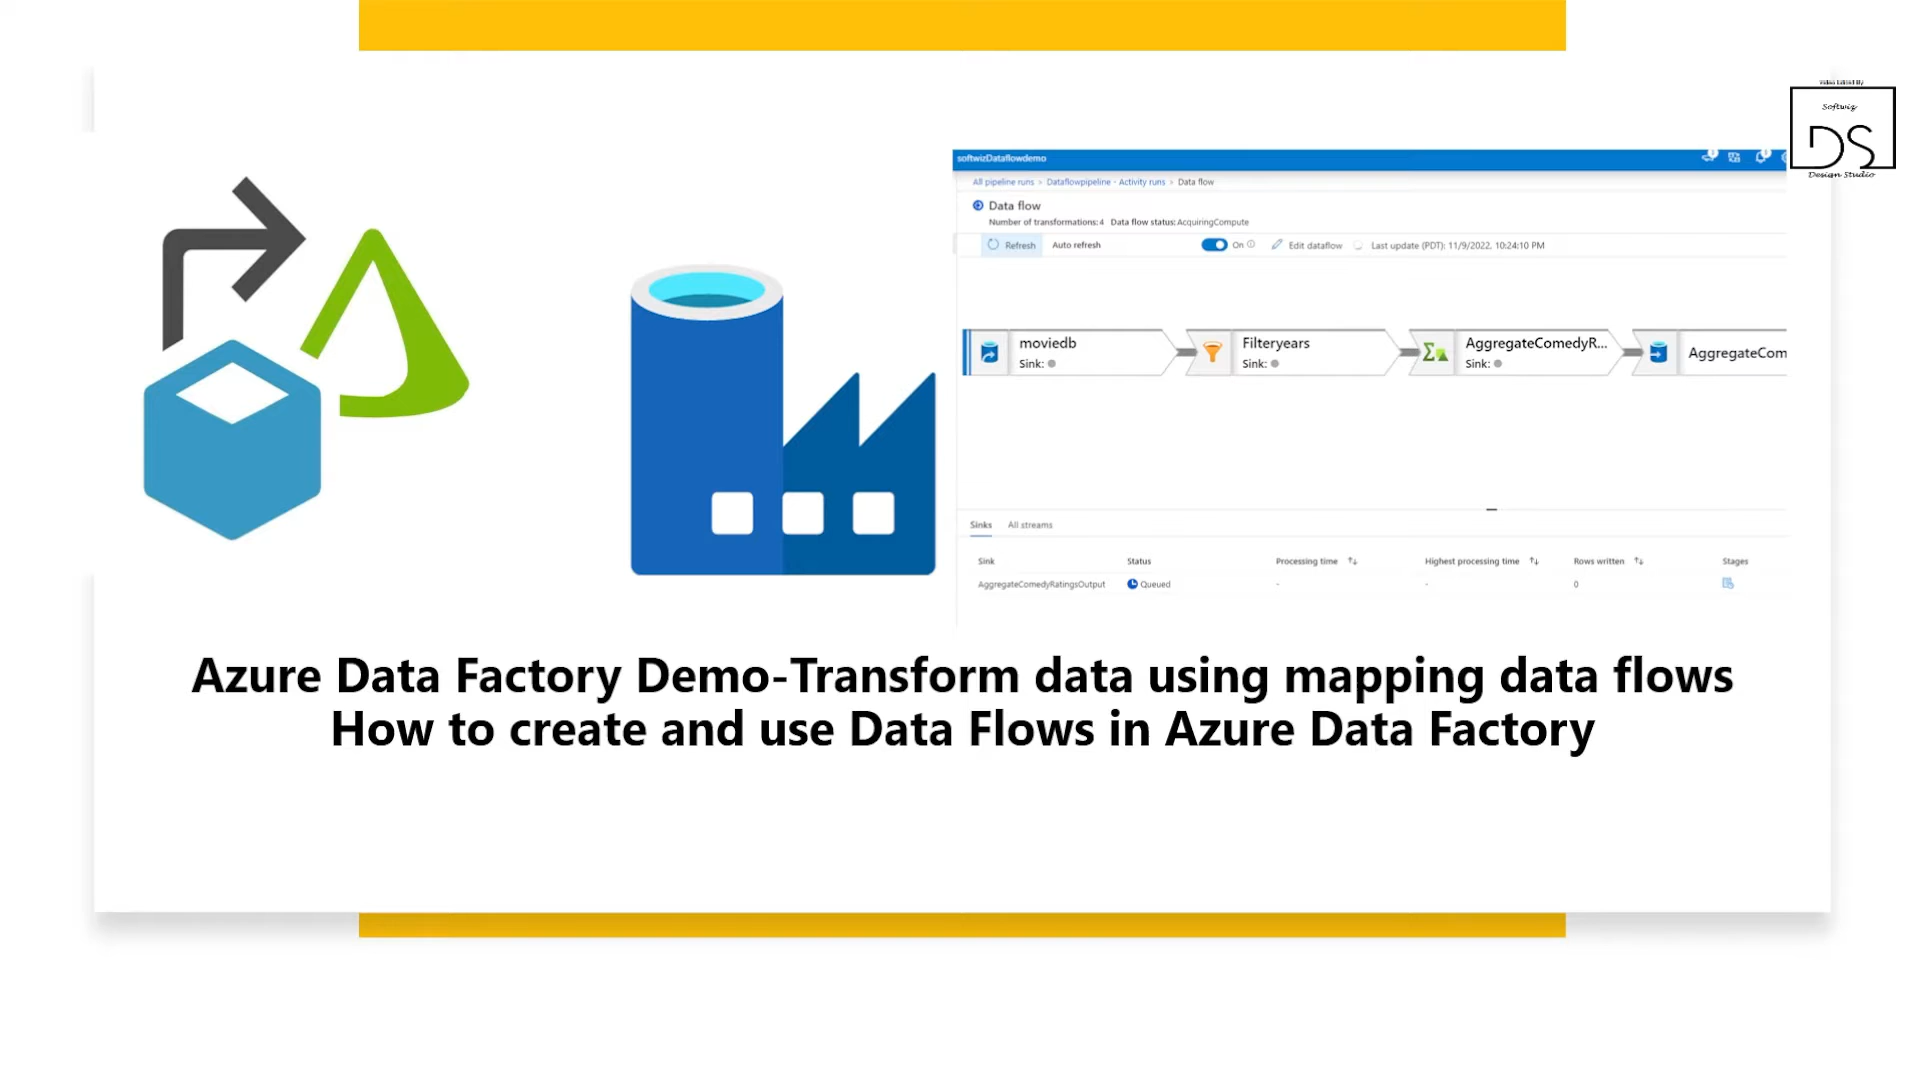 Video Edited By
Softwiz
DS
Design Studio
softwizDataflowdemo
All pipeline runs > Dataflowpipeline - Activity runs > Data flow
Data flow
Number of transformations: 4 Data flow status: AcquiringCompute
Refresh Auto refresh On Edit dataflow Last update (PDT): 11/9/2022, 10:24:10 PM
moviedb Filteryears AggregateComedyR... AggregateCom
Sink: Sink: Sink:
Sinks All streams
Sink Status Processing time Highest processing time Rows written Stages
AggregateComedyRatingsOutput Queued - - 0
Azure Data Factory Demo-Transform data using mapping data flows
How to create and use Data Flows in Azure Data Factory